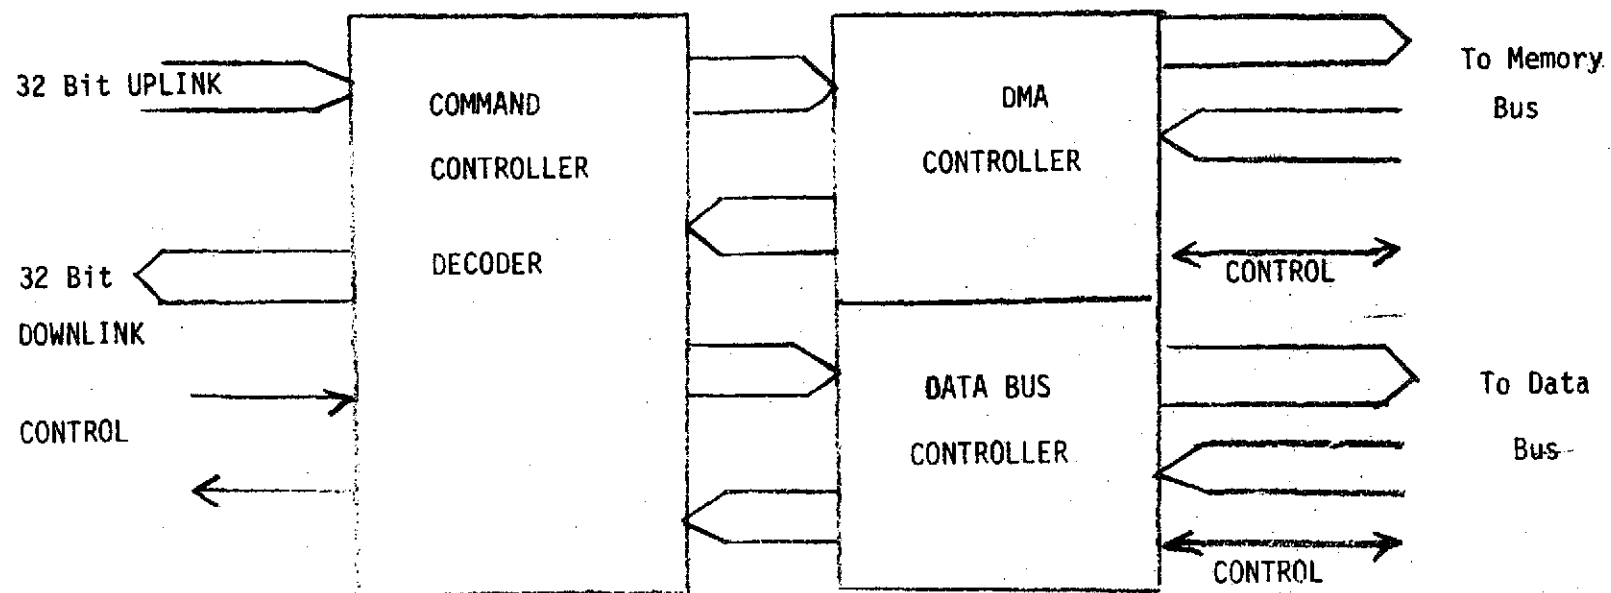 32 Bit UPLINK
COMMAND
CONTROLLER
DECODER
32 Bit
DOWNLINK
CONTROL
DMA
CONTROLLER
To Memory
Bus
CONTROL
DATA BUS
CONTROLLER
To Data
Bus
CONTROL